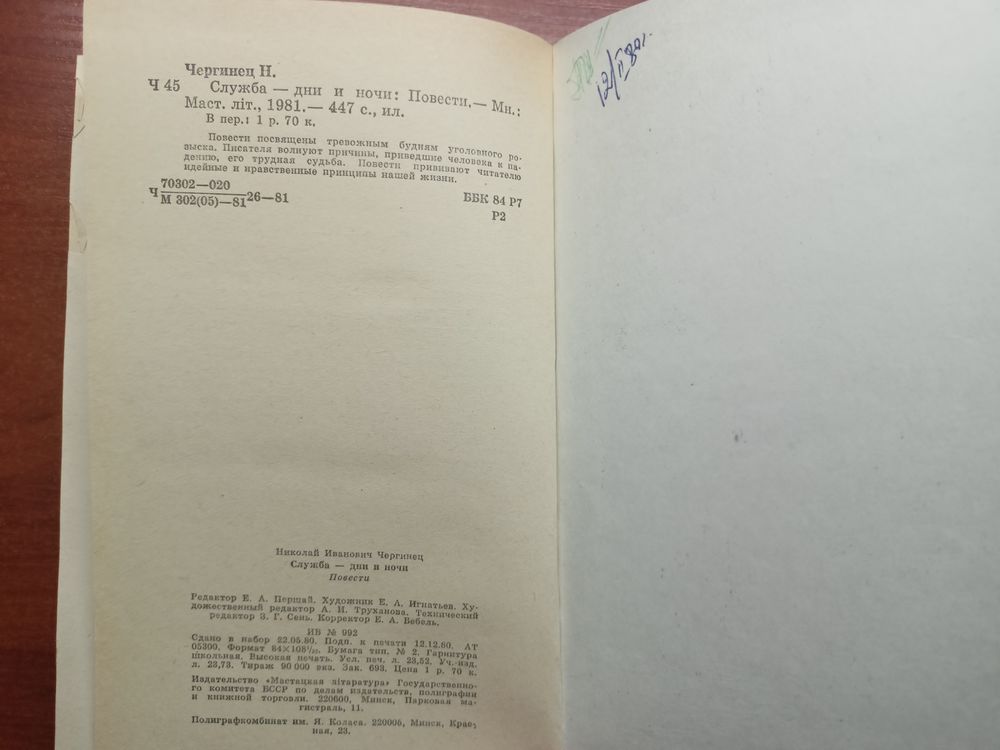 Чергинец Н.
Ч 45 Служба — дни и ночи: Повести.— Мн.:
Маст. літ., 1981.— 447 с., ил.
В пер.: 1 р. 70 к.
Повести посвящены тревожным будням уголовного ро-
зыска. Писателя волнуют причины, приведшие человека к па-
дению, его трудная судьба. Повести прививают читателю
идейные и нравственные принципы нашей жизни.
70302—020
Ч 26—81 ББК 84 Р7
М 302(05)—81 Р2
Николай Иванович Чергинец
Служба — дни и ночи
Повести
Редактор Е. А. Першай. Художник Е. А. Игнатьев. Ху-
дожественный редактор А. И. Труханова. Технический
редактор З. Г. Сень. Корректор Е. А. Вебель.
ИБ № 992
Сдано в набор 22.05.80. Подп. к печати 12.12.80. АТ
05300. Формат 84×108¹/₃₂. Бумага тип. № 2. Гарнитура
школьная. Высокая печать. Усл. печ. л. 23,52. Уч.-изд.
л. 23,73. Тираж 90 000 экз. Зак. 693. Цена 1 р. 70 к.
Издательство «Мастацкая літаратура» Государственно-
го комитета БССР по делам издательств, полиграфии
и книжной торговли. 220600, Минск, Парковая ма-
гистраль, 11.
Полиграфкомбинат им. Я. Коласа. 220005, Минск, Крас-
ная, 23.